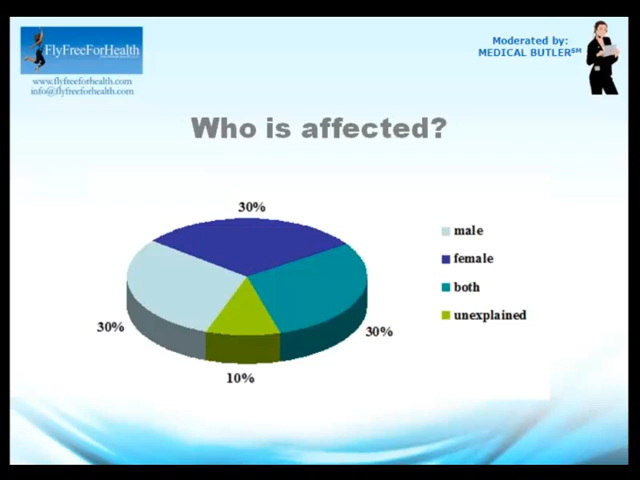 FlyFreeForHealth
www.flyfreeforhealth.com
info@flyfreeforhealth.com
Moderated by:
MEDICAL BUTLER℠
Who is affected?
30%
30%
30%
10%
male
female
both
unexplained